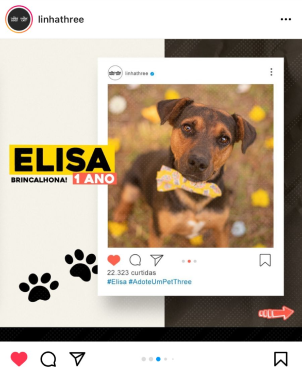 linhathree
linhathree
ELISA
BRINCALHONA! 1 ANO
22.323 curtidas
#Elisa #AdoteUmPetThree